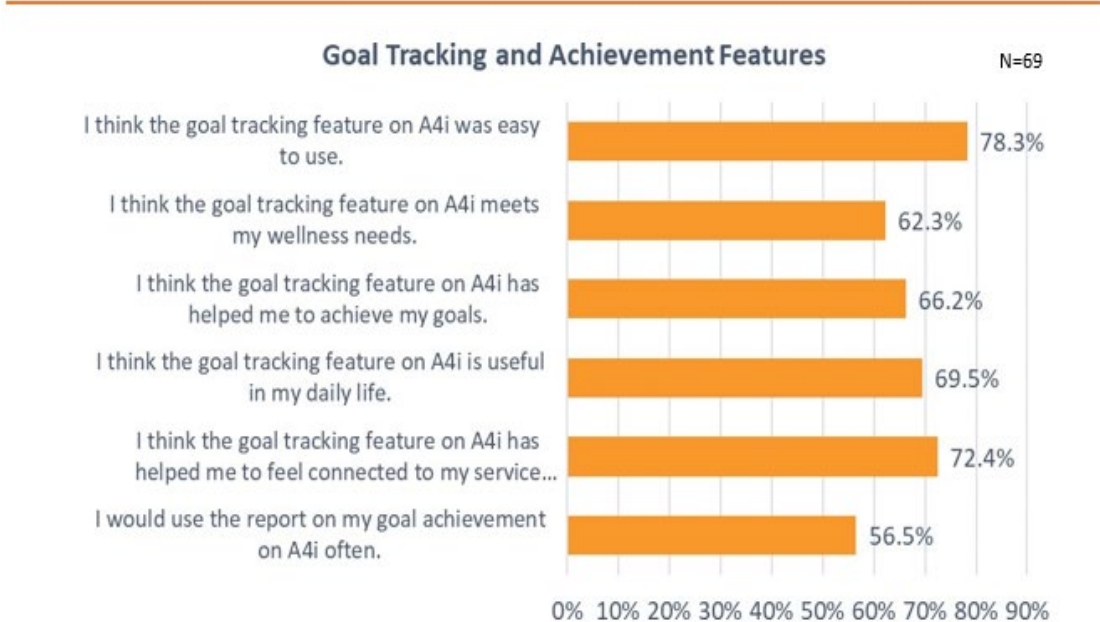 Goal Tracking and Achievement Features
N=69
I think the goal tracking feature on A4i was easy
to use.
78.3%
I think the goal tracking feature on A4i meets
my wellness needs.
62.3%
I think the goal tracking feature on A4i has
helped me to achieve my goals.
66.2%
I think the goal tracking feature on A4i is useful
in my daily life.
69.5%
I think the goal tracking feature on A4i has
helped me to feel connected to my service...
72.4%
I would use the report on my goal achievement
on A4i often.
56.5%
0% 10% 20% 30% 40% 50% 60% 70% 80% 90%